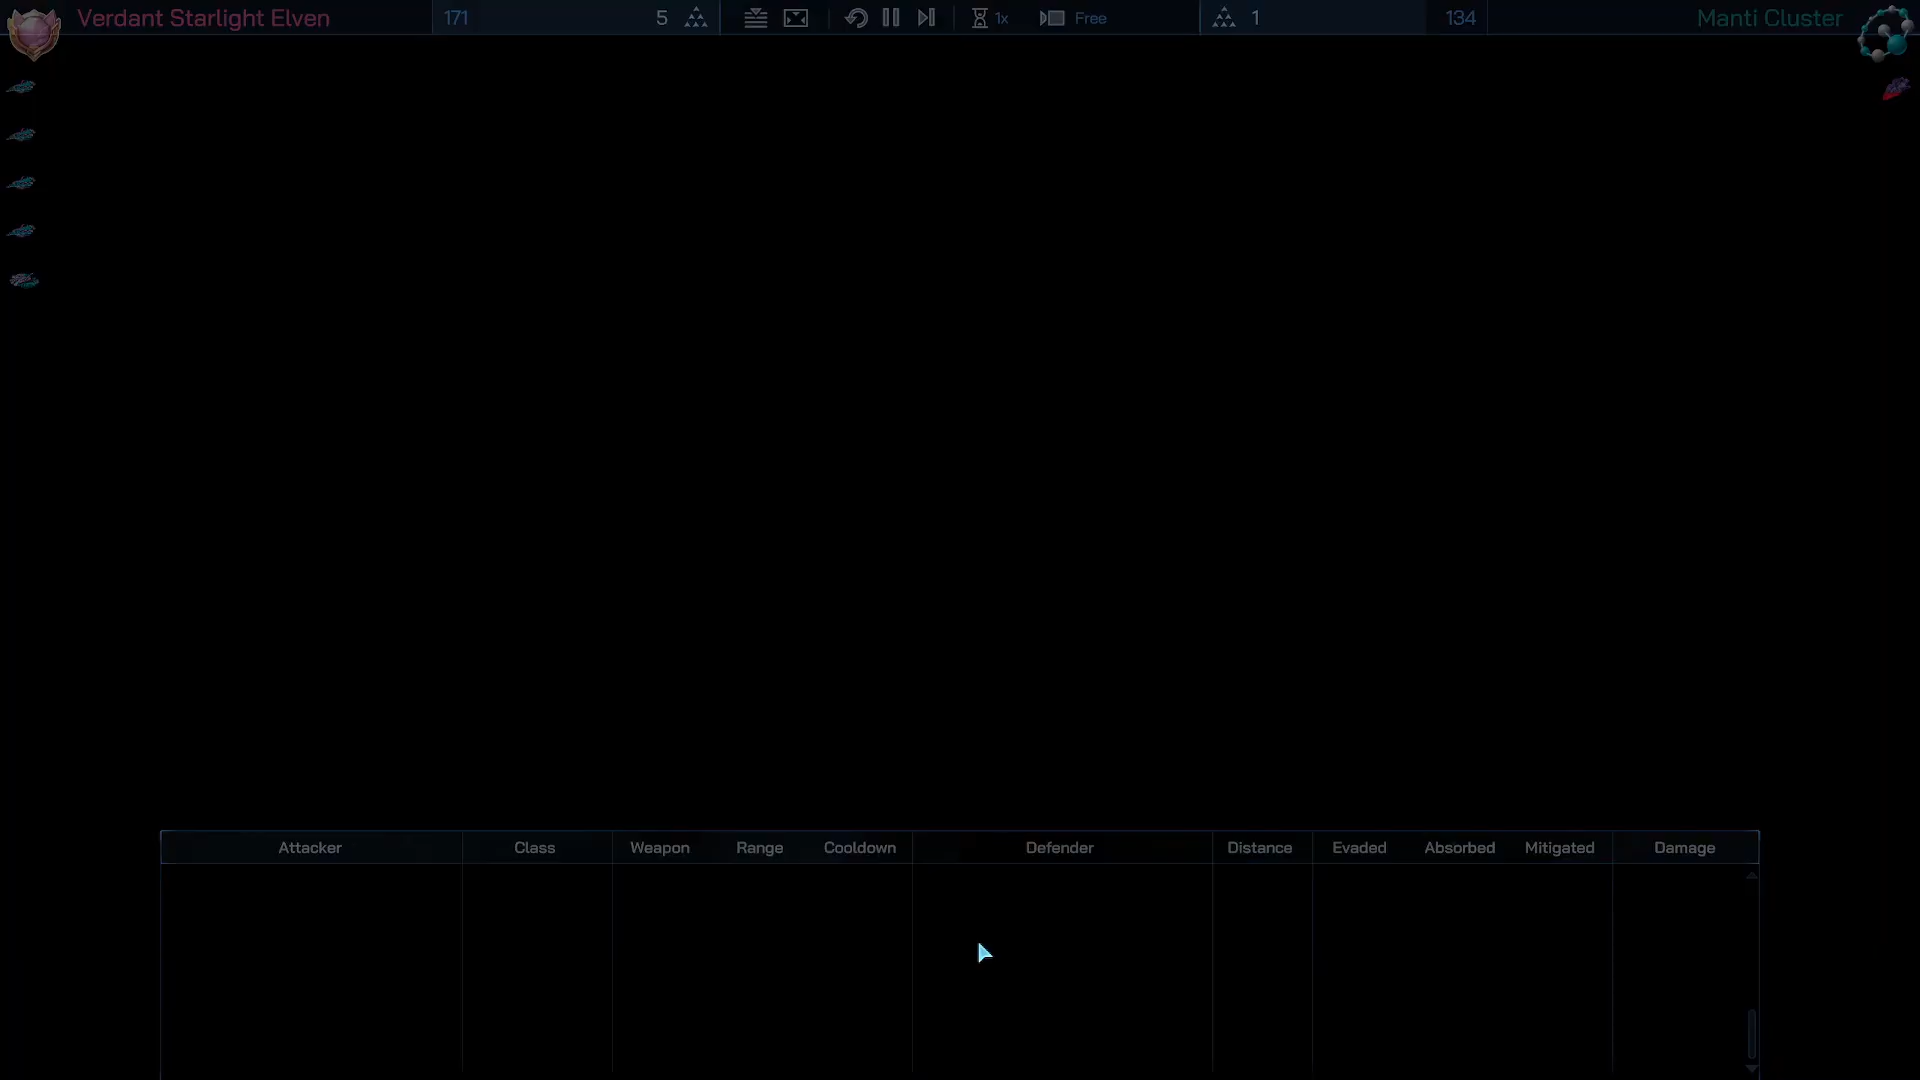 Verdant Starlight Elven 171 5 1x Free 1 134 Manti Cluster
Attacker Class Weapon Range Cooldown Defender Distance Evaded Absorbed Mitigated Damage